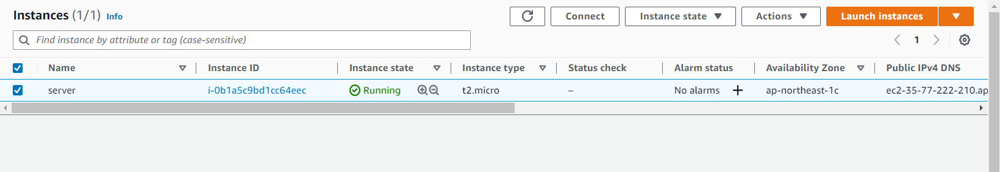 Instances (1/1) Info Connect Instance state Actions Launch instances
Find instance by attribute or tag (case-sensitive) 1
Name Instance ID Instance state Instance type Status check Alarm status Availability Zone Public IPv4 DNS
server i-0b1a5c9bd1cc64eec Running t2.micro – No alarms + ap-northeast-1c ec2-35-77-222-210.ap